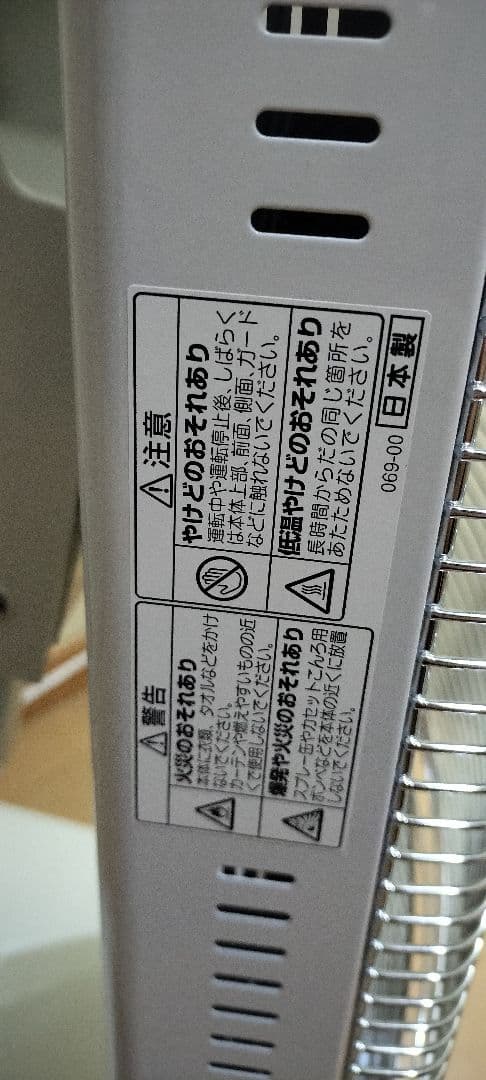 警告
火災のおそれあり
本体に衣類、タオルなどをかけ
ないでください。
カーテンや燃えやすいものの近
くで使用しないでください。
爆発や火災のおそれあり
スプレー缶やカセットこんろ用
ボンベなどを本体の近くに放置
しないでください。
注意
やけどのおそれあり
運転中や運転停止後、しばらく
は本体上部、前面、側面、ガード
などに触れないでください。
低温やけどのおそれあり
長時間からだの同じ箇所を
あたためないでください。
069-00
日本製